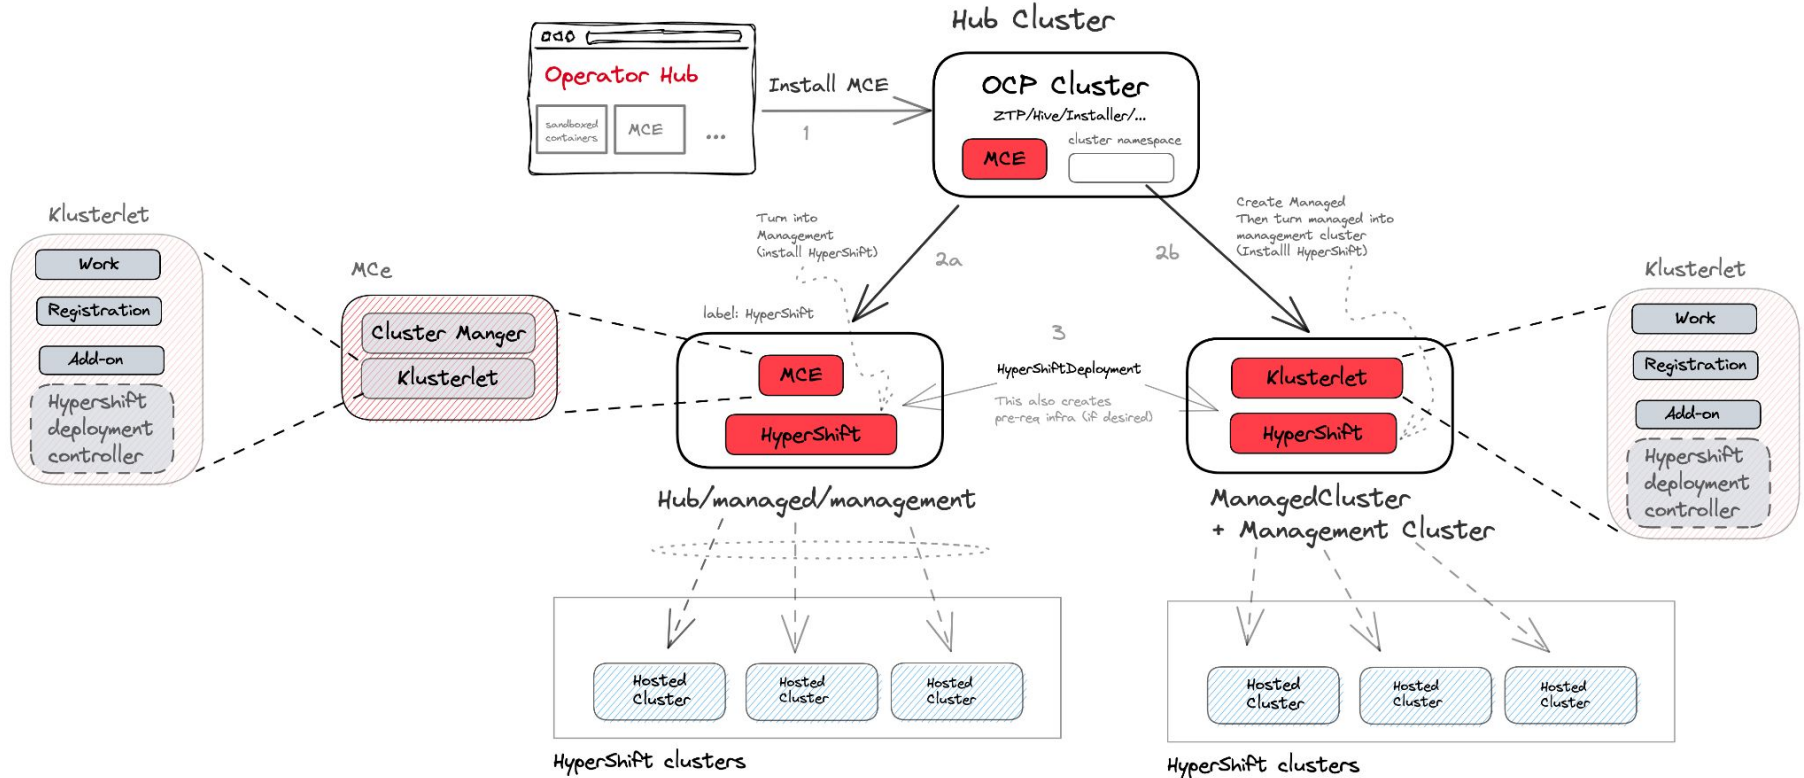 Hub Cluster
Operator Hub
sandboxed
containers
MCE
...
Install MCE
1
OCP Cluster
ZTP/Hive/Installer/...
MCE
cluster namespace
Turn into
Management
(install HyperShift)
2a
2b
Create Managed
Then turn managed into
management cluster
(Installl HyperShift)
Klusterlet
Work
Registration
Add-on
Hypershift
deployment
controller
MCe
Cluster Manger
Klusterlet
label: HyperShift
MCE
HyperShift
3
HyperShiftDeployment
This also creates
pre-req infra (if desired)
Klusterlet
HyperShift
Klusterlet
Work
Registration
Add-on
Hypershift
deployment
controller
Hub/managed/management
ManagedCluster
+ Management Cluster
Hosted
Cluster
Hosted
Cluster
Hosted
Cluster
HyperShift clusters
Hosted
Cluster
Hosted
Cluster
Hosted
Cluster
HyperShift clusters